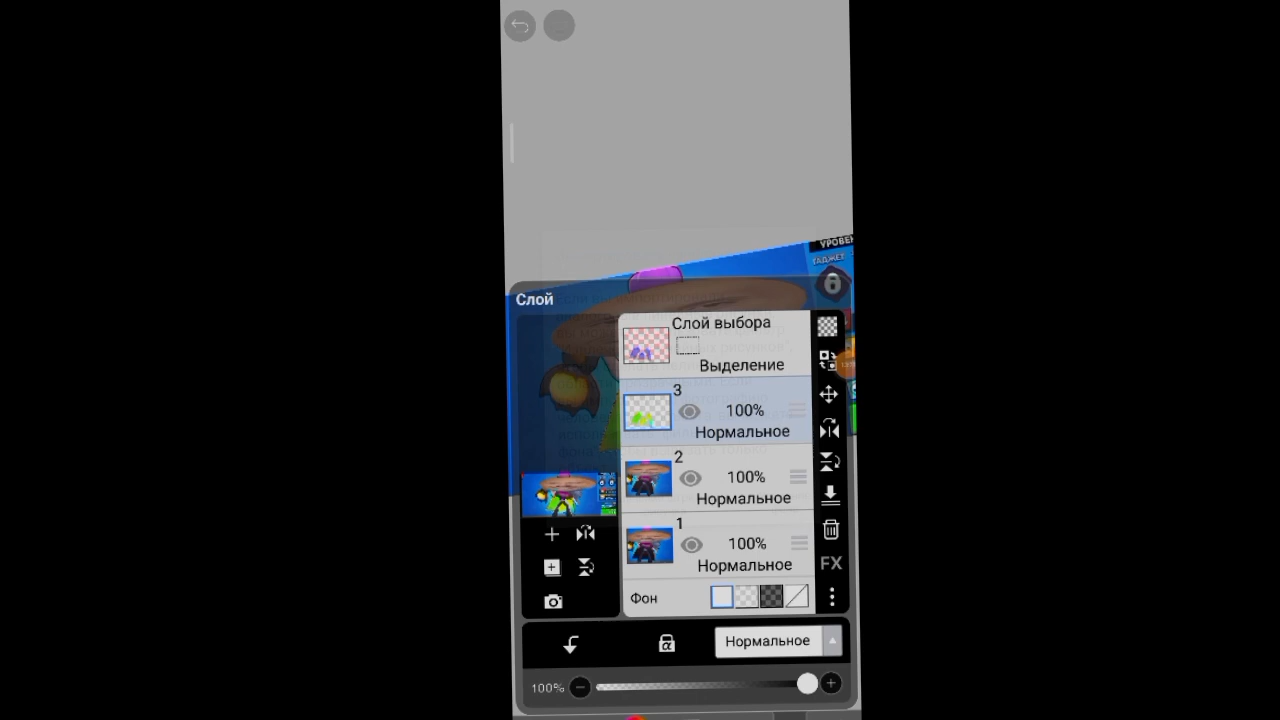 УРОВЕН
ГАДЖЕТ
Слой
Слой выбора
Выделение
3
100%
Нормальное
2
100%
Нормальное
1
100%
Нормальное
FX
Фон
α
Нормальное
100%